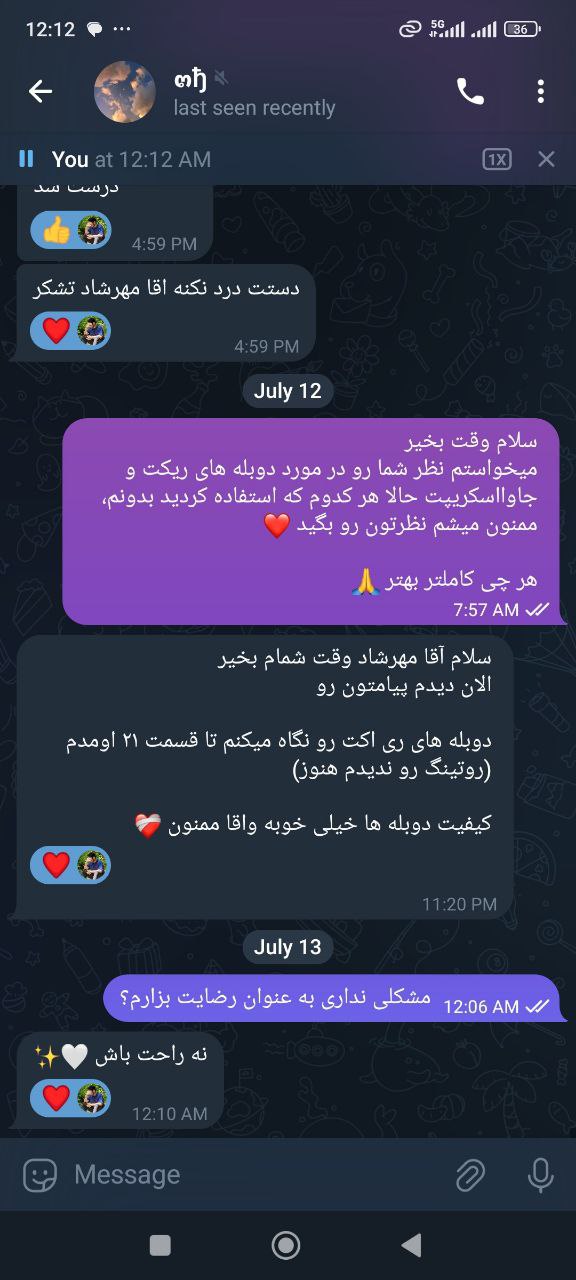 12:12
5G
36
last seen recently
You at 12:12 AM
1X
درست شد
4:59 PM
دستت درد نکنه اقا مهرشاد تشکر
4:59 PM
July 12
سلام وقت بخیر
میخواستم نظر شما رو در مورد دوبله های ریکت و
جاوااسکریپت حالا هر کدوم که استفاده کردید بدونم،
ممنون میشم نظرتون رو بگید ❤️
هر چی کاملتر بهتر 🙏
7:57 AM
سلام آقا مهرشاد وقت شمام بخیر
الان دیدم پیامتون رو
دوبله های ری اکت رو نگاه میکنم تا قسمت ۲۱ اومدم
(روتینگ رو ندیدم هنوز)
کیفیت دوبله ها خیلی خوبه واقا ممنون ❤️‍🩹
11:20 PM
July 13
مشکلی نداری به عنوان رضایت بزارم؟
12:06 AM
نه راحت باش 🤍✨
12:10 AM
Message